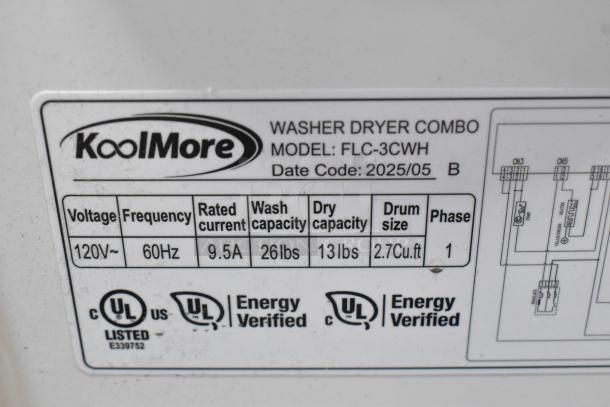 KoolMore
WASHER DRYER COMBO
MODEL: FLC-3CWH
Date Code: 2025/05 B
Voltage Frequency Rated current Wash capacity Dry capacity Drum size Phase
120V~ 60Hz 9.5A 26lbs 13lbs 2.7Cu.ft 1
C UL US LISTED E339752
UL Energy Verified
C UL Energy Verified
CN3
CN5